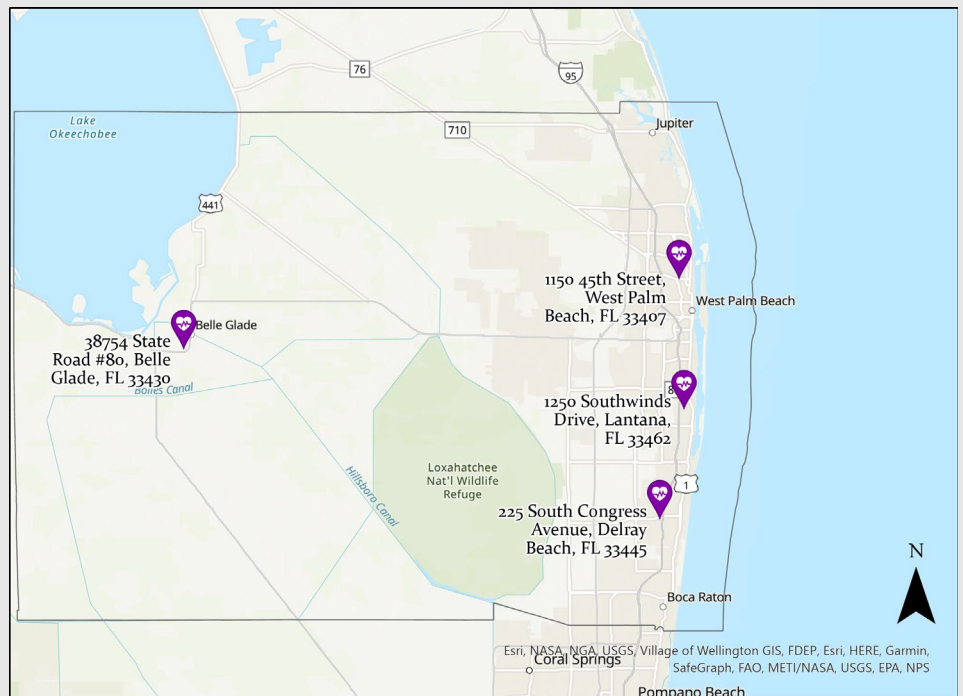 76
95
Lake
Okeechobee
710
Jupiter
441
1150 45th Street,
West Palm
Beach, FL 33407
West Palm Beach
Belle Glade
38754 State
Road #80, Belle
Glade, FL 33430
Bolles Canal
8
1250 Southwinds
Drive, Lantana,
FL 33462
Loxahatchee
Nat'l Wildlife
Refuge
Hillsboro Canal
1
225 South Congress
Avenue, Delray
Beach, FL 33445
N
Boca Raton
Esri, NASA, NGA, USGS, Village of Wellington GIS, FDEP, Esri, HERE, Garmin,
SafeGraph, FAO, METI/NASA, USGS, EPA, NPS
Coral Springs
Pompano Beach